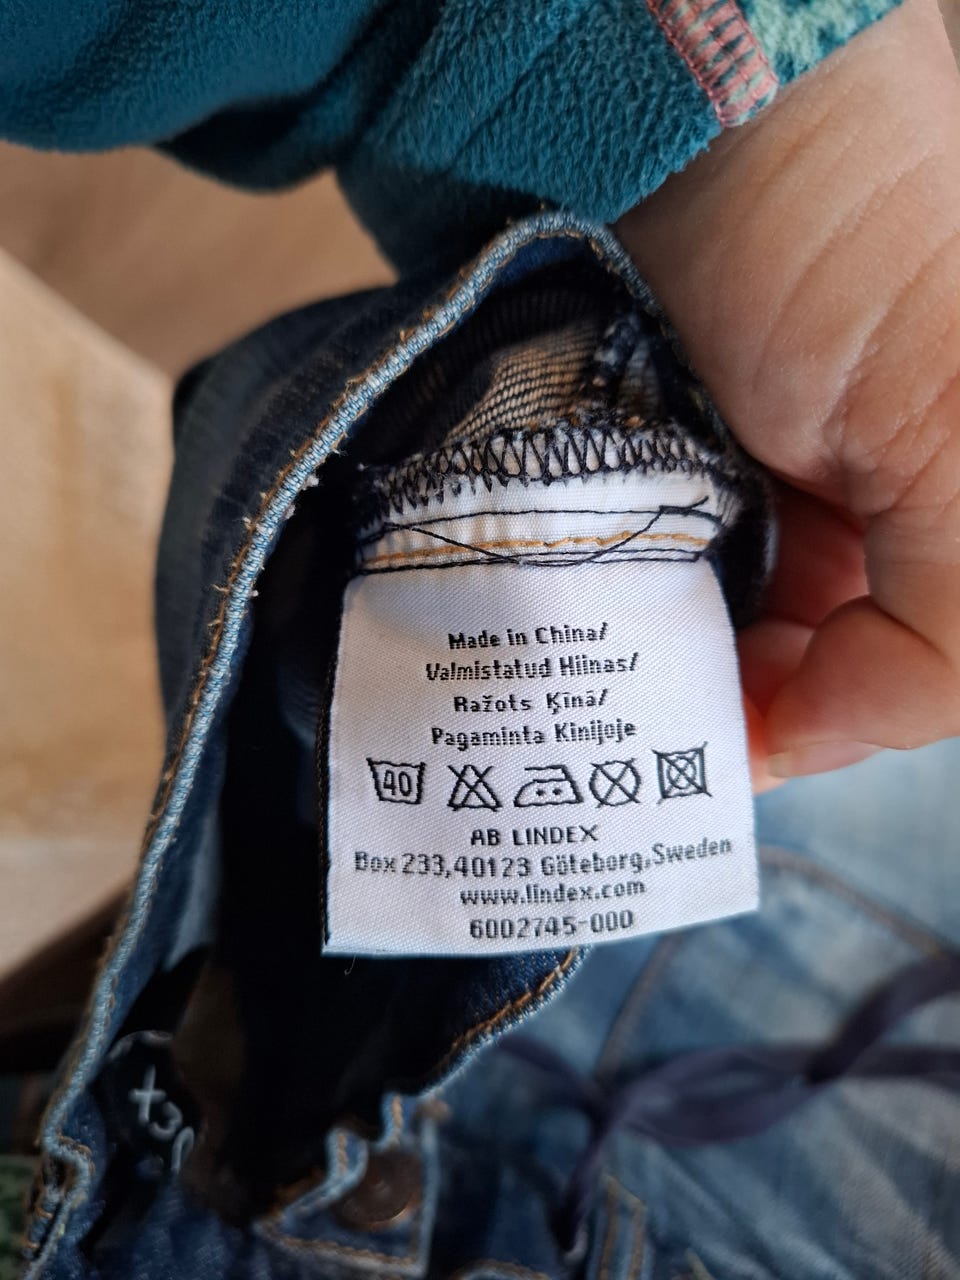 Made in China/
Valmistatud Hiinas/
Ražots Ķīnā/
Pagaminta Kinijoje
40
AB LINDEX
Box 233,40123 Göteborg,Sweden
www.lindex.com
6002745-000